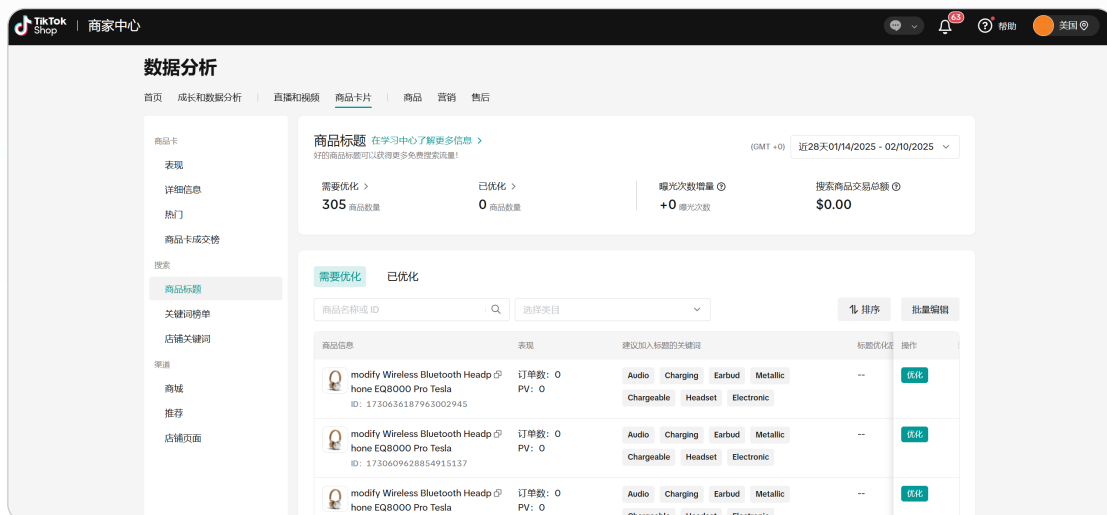 TikTok Shop | 商家中心
63 帮助 美国
数据分析
首页 成长和数据分析 直播和视频 商品卡片 商品 营销 售后
商品卡
表现
详细信息
热门
商品卡成交榜
搜索
商品标题
关键词榜单
店铺关键词
渠道
商城
推荐
店铺页面
商品标题 在学习中心了解更多信息 >
好的商品标题可以获得更多免费搜索流量!
(GMT +0) 近28天01/14/2025 - 02/10/2025
需要优化 > 已优化 > 曝光次数增量 搜索商品交易总额
305 商品数量 0 商品数量 +0 曝光次数 $0.00
需要优化 已优化
商品名称或 ID 选择类目 排序 批量编辑
商品信息 表现 建议加入标题的关键词 标题优化 操作
modify Wireless Bluetooth Headp 订单数: 0 Audio Charging Earbud Metallic -- 优化
hone EQ8000 Pro Tesla PV: 0 Chargeable Headset Electronic
ID: 1730636187963002945
modify Wireless Bluetooth Headp 订单数: 0 Audio Charging Earbud Metallic -- 优化
hone EQ8000 Pro Tesla PV: 0 Chargeable Headset Electronic
ID: 1730609628854915137
modify Wireless Bluetooth Headp 订单数: 0 Audio Charging Earbud Metallic -- 优化
hone EQ8000 Pro Tesla PV: 0 Chargeable Headset Electronic